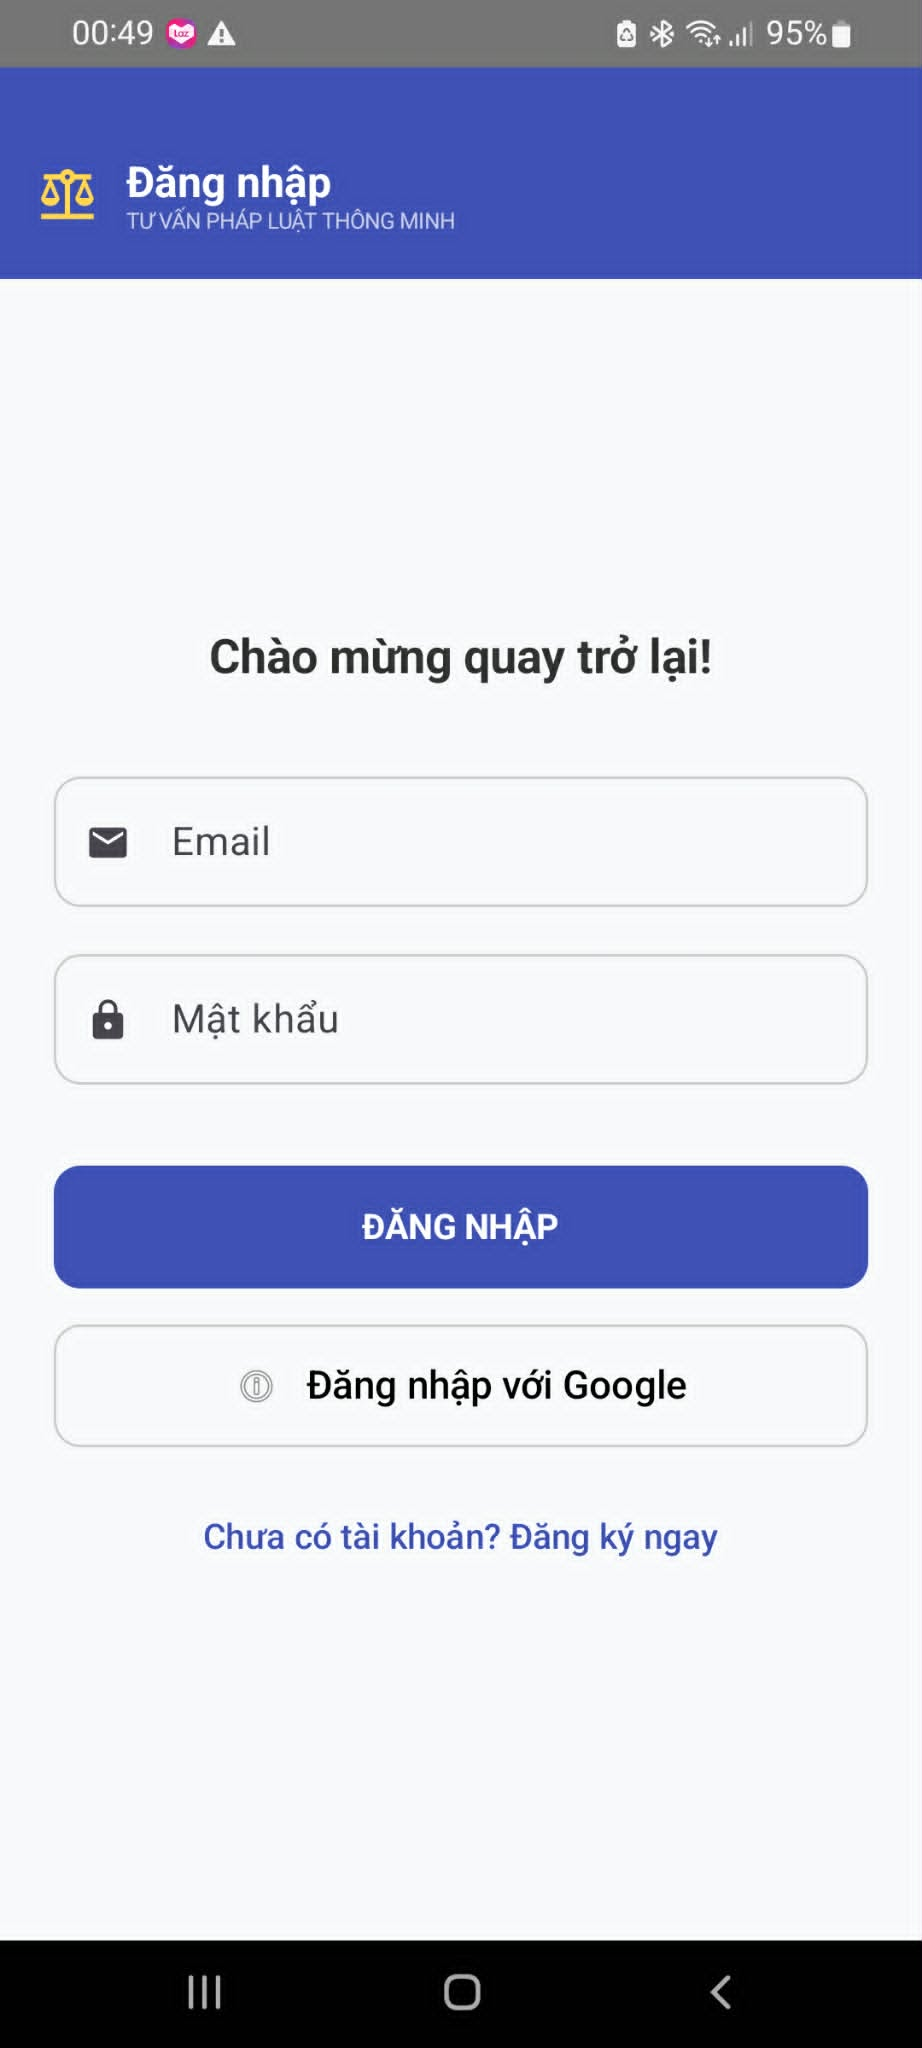 00:49
Laz
95%
Đăng nhập
TƯ VẤN PHÁP LUẬT THÔNG MINH
Chào mừng quay trở lại!
Email
Mật khẩu
ĐĂNG NHẬP
Đăng nhập với Google
Chưa có tài khoản? Đăng ký ngay